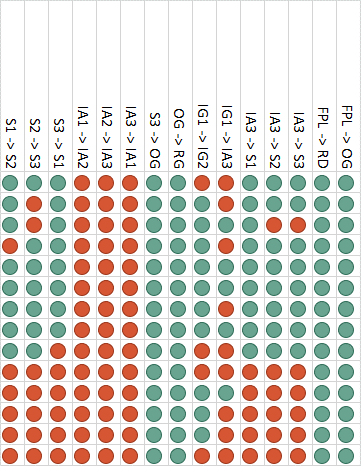 S1 -> S2
S2 -> S3
S3 -> S1
IA1 -> IA2
IA2 -> IA3
IA3 -> IA1
S3 -> OG
OG -> RG
IG1 -> IG2
IG1 -> IA3
IA3 -> S1
IA3 -> S2
IA3 -> S3
FPL -> RD
FPL -> OG